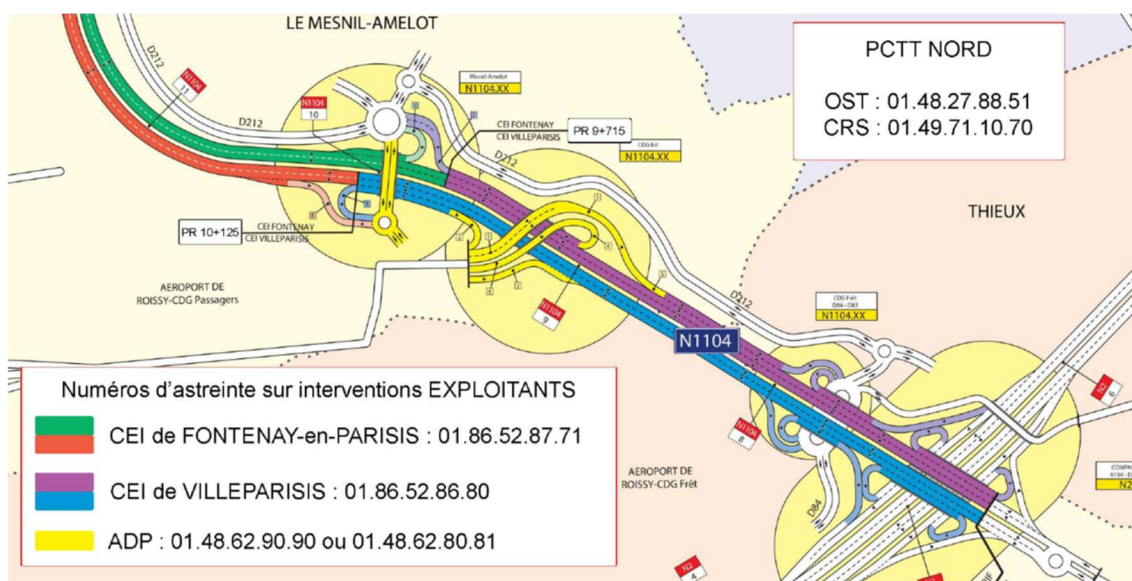 LE MESNIL-AMELOT
D212
N1104
11
N1104
10
D212
Mesnil-Amelot
N1104.XX
CEI FONTENAY
CEI VILLEPARISIS
PR 9+715
CDG Est
N1104.XX
D212
PCTT NORD
OST : 01.48.27.88.51
CRS : 01.49.71.10.70
THIEUX
PR 10+125
CEI FONTENAY
CEI VILLEPARISIS
AEROPORT DE
ROISSY-CDG Passagers
N1104
9
D212
CDG Frêt
D84 - D83
N1104.XX
N1104
N2
6
N1104
8
AEROPORT DE
ROISSY-CDG Frêt
D84
N2
N2
4
Numéros d'astreinte sur interventions EXPLOITANTS
CEI de FONTENAY-en-PARISIS : 01.86.52.87.71
CEI de VILLEPARISIS : 01.86.52.86.80
ADP : 01.48.62.90.90 ou 01.48.62.80.81